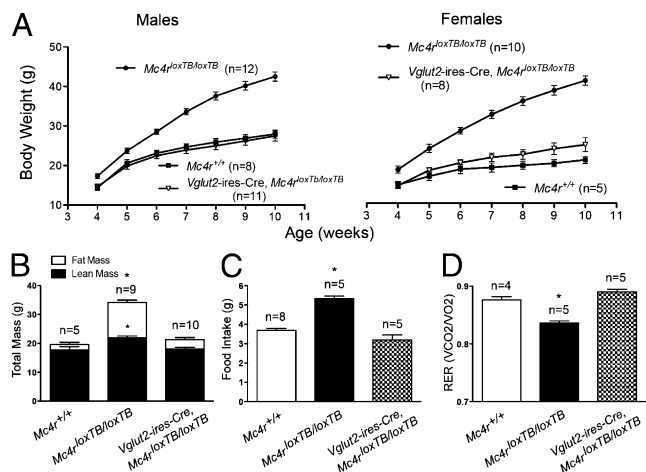 A
Males
Females
Body Weight (g)
50
40
30
20
10
Mc4r loxTB/loxTB (n=12)
Mc4r+/+ (n=8)
Vglut2-ires-Cre, Mc4r loxTb/loxTB
(n=11)
3 4 5 6 7 8 9 10 11
Mc4r loxTB/loxTB (n=10)
Vglut2-ires-Cre, Mc4r loxTB/loxTB
(n=8)
Mc4r+/+ (n=5)
3 4 5 6 7 8 9 10 11
Age (weeks)
B
Fat Mass
Lean Mass
Total Mass (g)
40
30
20
10
0
n=5
*
n=9
*
n=10
Mc4r+/+
Mc4r loxTB/loxTB
Vglut2-ires-Cre,
Mc4r loxTB/loxTB
C
Food Intake (g)
6
5
4
3
2
1
0
n=8
*
n=5
n=5
Mc4r+/+
Mc4r loxTB/loxTB
Vglut2-ires-Cre,
Mc4r loxTB/loxTB
D
RER (VCO2/VO2)
0.9
0.8
0.7
n=4
*
n=5
n=5
Mc4r+/+
Mc4r loxTB/loxTB
Vglut2-ires-Cre,
Mc4r loxTB/loxTB